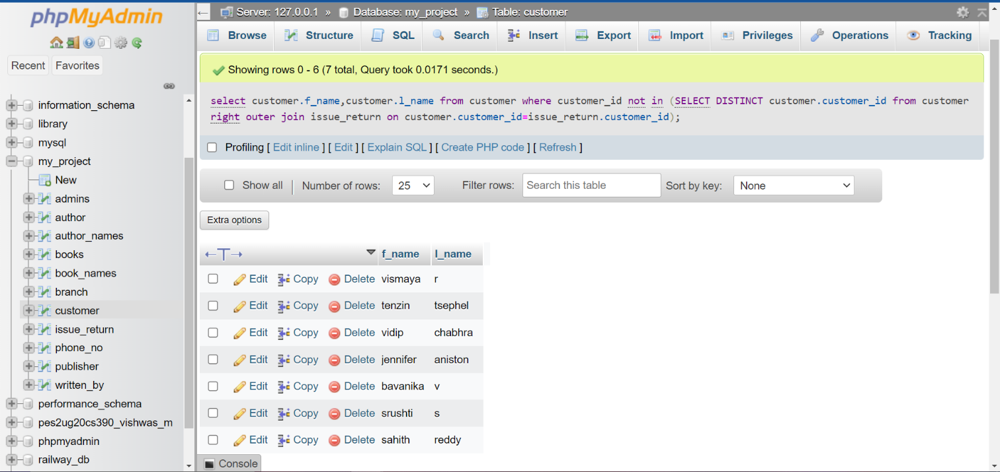 phpMyAdmin
Recent Favorites
information_schema
library
mysql
my_project
New
admins
author
author_names
books
book_names
branch
customer
issue_return
phone_no
publisher
written_by
performance_schema
pes2ug20cs390_vishwas_m
phpmyadmin
railway_db
Server: 127.0.0.1 » Database: my_project » Table: customer
Browse Structure SQL Search Insert Export Import Privileges Operations Tracking
Showing rows 0 - 6 (7 total, Query took 0.0171 seconds.)
select customer.f_name,customer.l_name from customer where customer_id not in (SELECT DISTINCT customer.customer_id from customer
right outer join issue_return on customer.customer_id=issue_return.customer_id);
Profiling [ Edit inline ] [ Edit ] [ Explain SQL ] [ Create PHP code ] [ Refresh ]
Show all | Number of rows: 25 Filter rows: Search this table Sort by key: None
Extra options
←T→ f_name l_name
Edit Copy Delete vismaya r
Edit Copy Delete tenzin tsephel
Edit Copy Delete vidip chabhra
Edit Copy Delete jennifer aniston
Edit Copy Delete bavanika v
Edit Copy Delete srushti s
Edit Copy Delete sahith reddy
Console